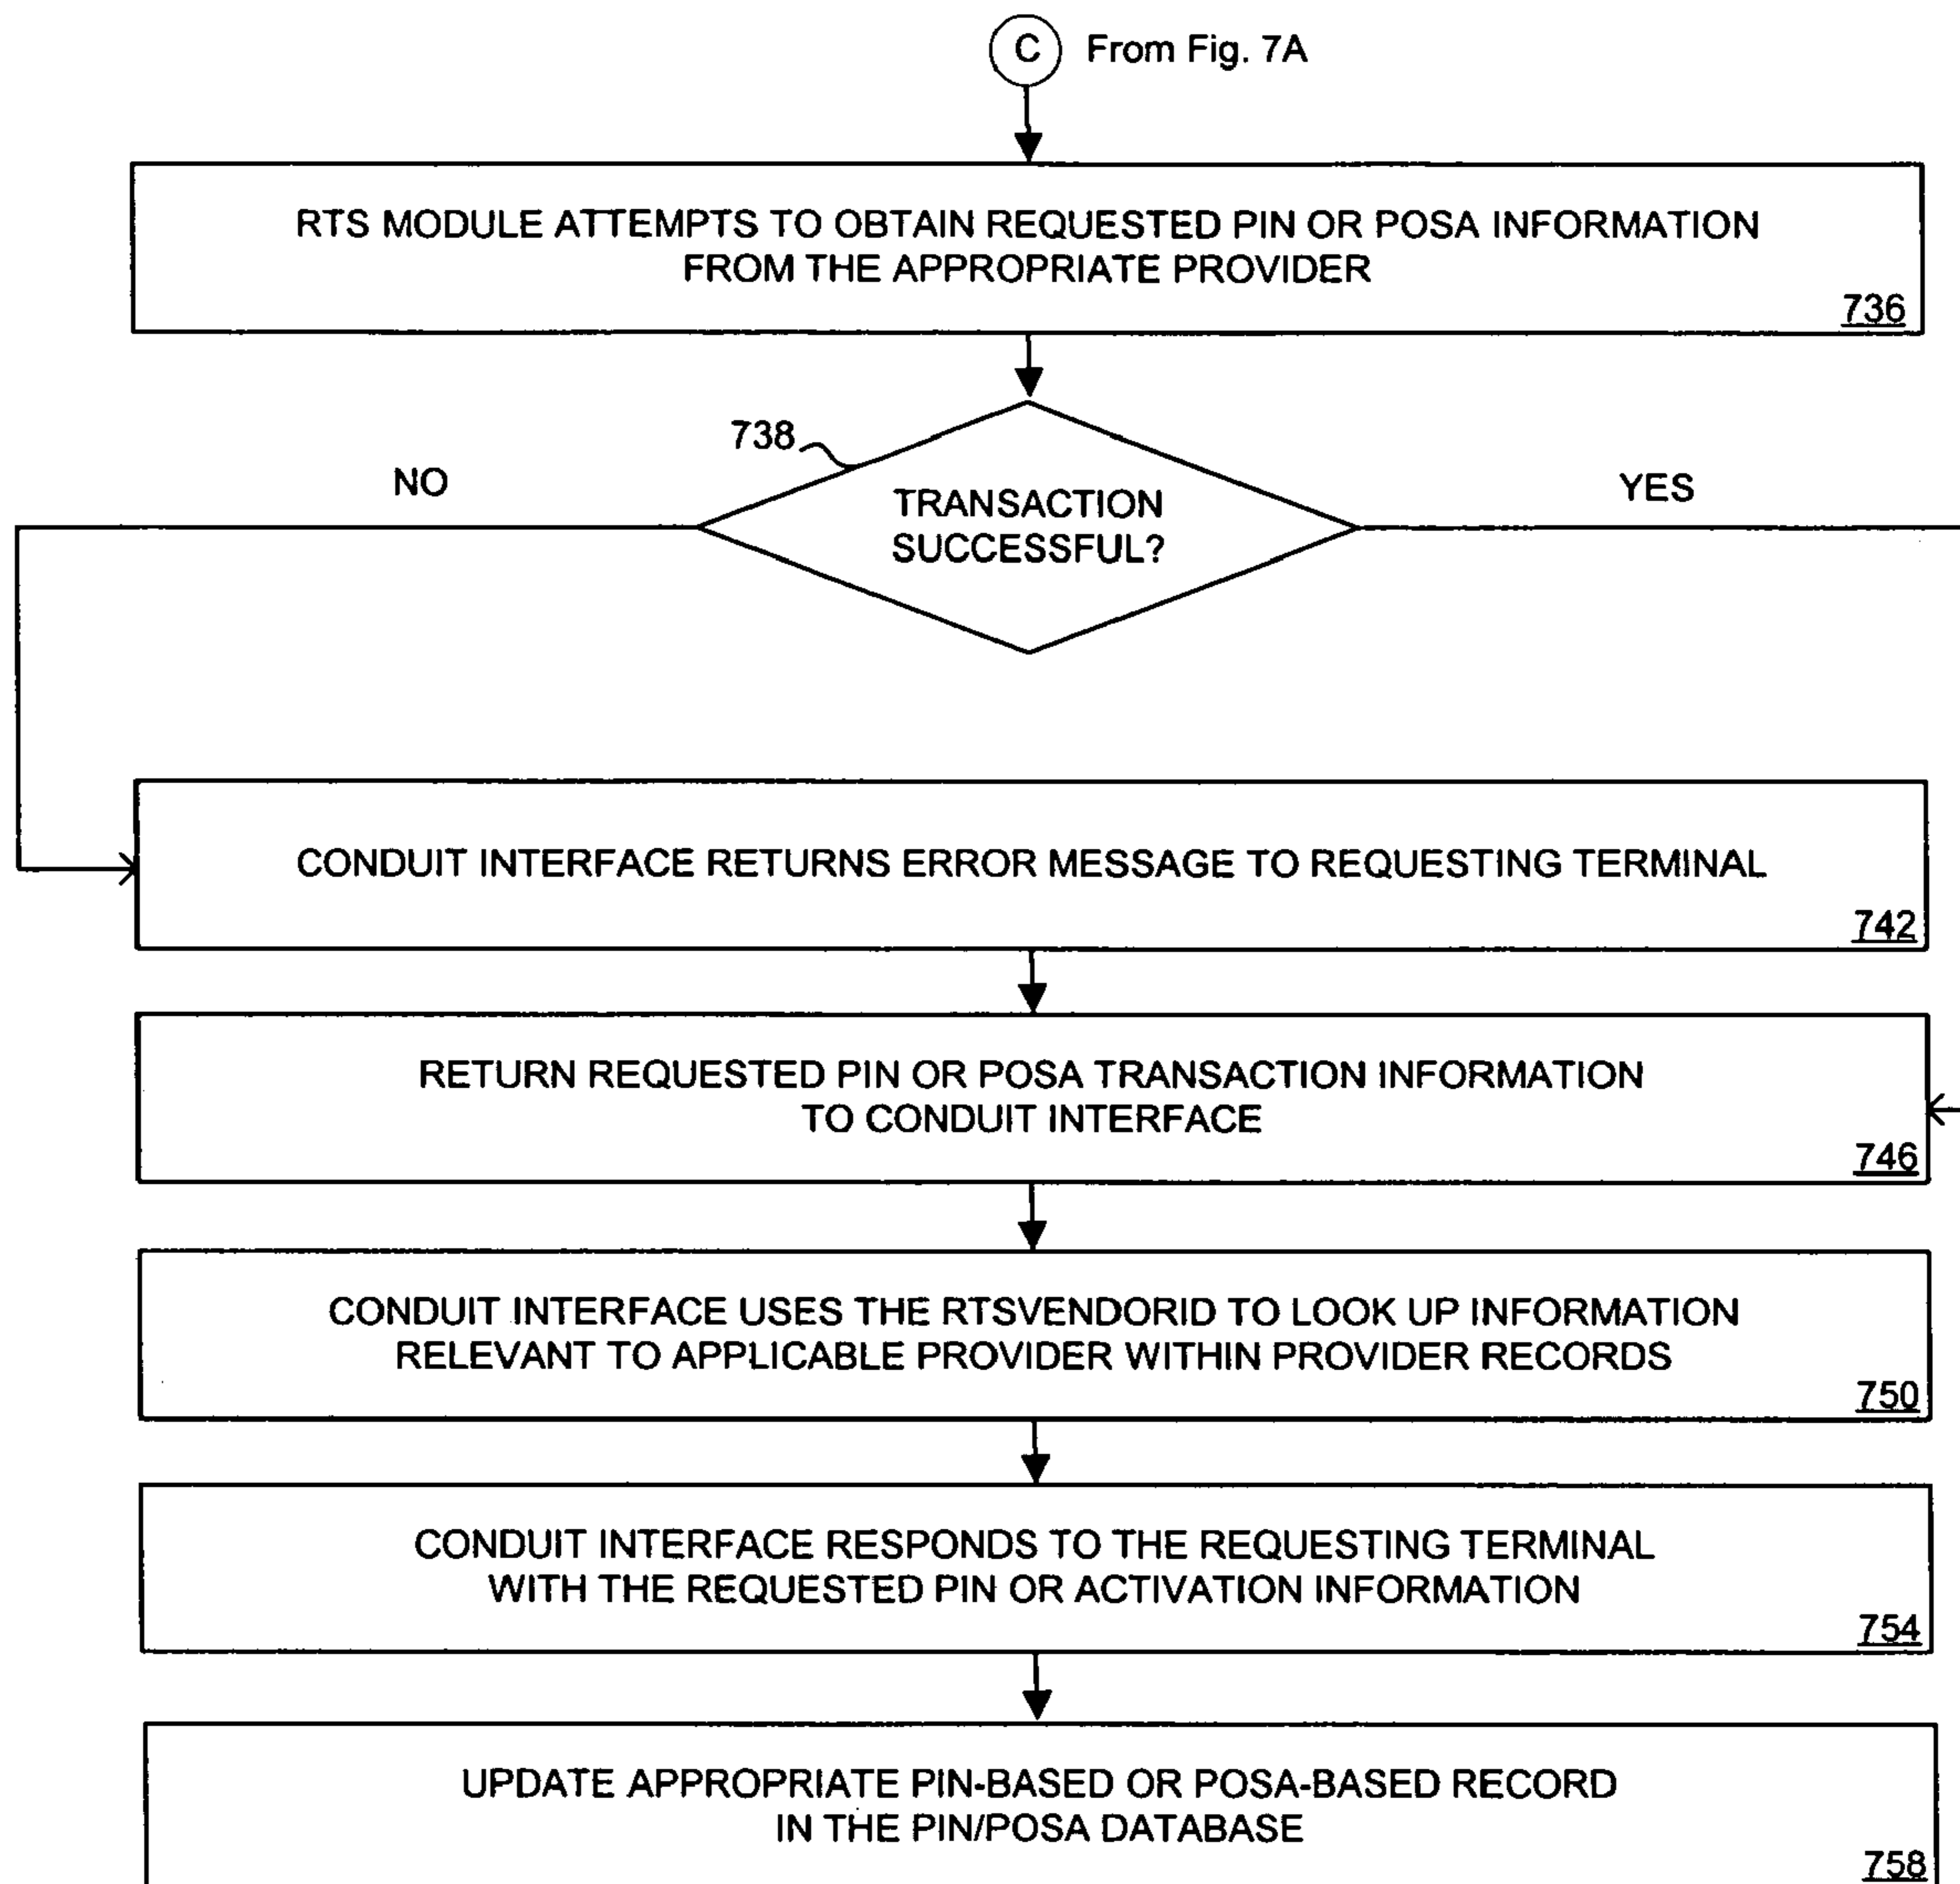 C From Fig. 7A
RTS MODULE ATTEMPTS TO OBTAIN REQUESTED PIN OR POSA INFORMATION
FROM THE APPROPRIATE PROVIDER
736
738
NO
YES
TRANSACTION
SUCCESSFUL?
CONDUIT INTERFACE RETURNS ERROR MESSAGE TO REQUESTING TERMINAL
742
RETURN REQUESTED PIN OR POSA TRANSACTION INFORMATION
TO CONDUIT INTERFACE
746
CONDUIT INTERFACE USES THE RTSVENDORID TO LOOK UP INFORMATION
RELEVANT TO APPLICABLE PROVIDER WITHIN PROVIDER RECORDS
750
CONDUIT INTERFACE RESPONDS TO THE REQUESTING TERMINAL
WITH THE REQUESTED PIN OR ACTIVATION INFORMATION
754
UPDATE APPROPRIATE PIN-BASED OR POSA-BASED RECORD
IN THE PIN/POSA DATABASE
758